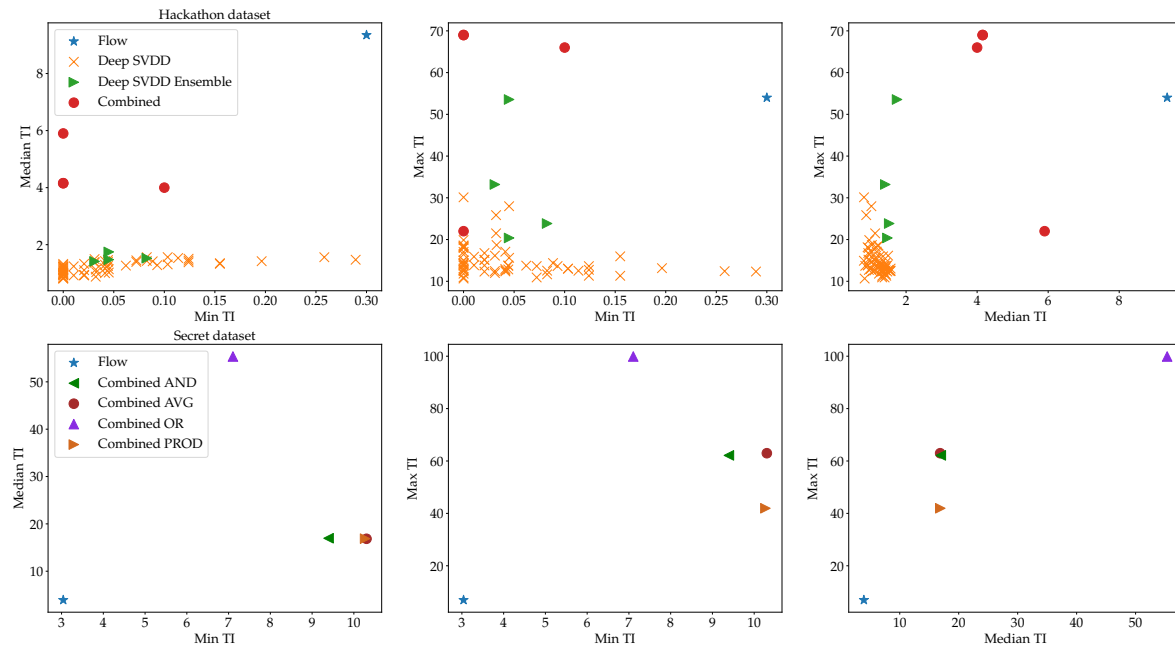 Hackathon dataset
Flow
Deep SVDD
Deep SVDD Ensemble
Combined
8
6
4
2
Median TI
0.00 0.05 0.10 0.15 0.20 0.25 0.30
Min TI
70
60
50
40
30
20
10
Max TI
0.00 0.05 0.10 0.15 0.20 0.25 0.30
Min TI
70
60
50
40
30
20
10
Max TI
2 4 6 8
Median TI
Secret dataset
Flow
Combined AND
Combined AVG
Combined OR
Combined PROD
50
40
30
20
10
Median TI
3 4 5 6 7 8 9 10
Min TI
100
80
60
40
20
Max TI
3 4 5 6 7 8 9 10
Min TI
100
80
60
40
20
Max TI
10 20 30 40 50
Median TI